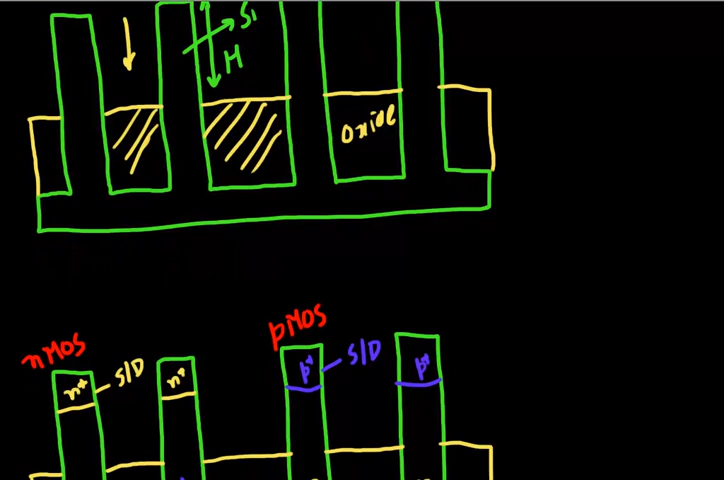 Si
H
Oxide
nMOS
pMOS
n+ S/D n+
p+ S/D p+